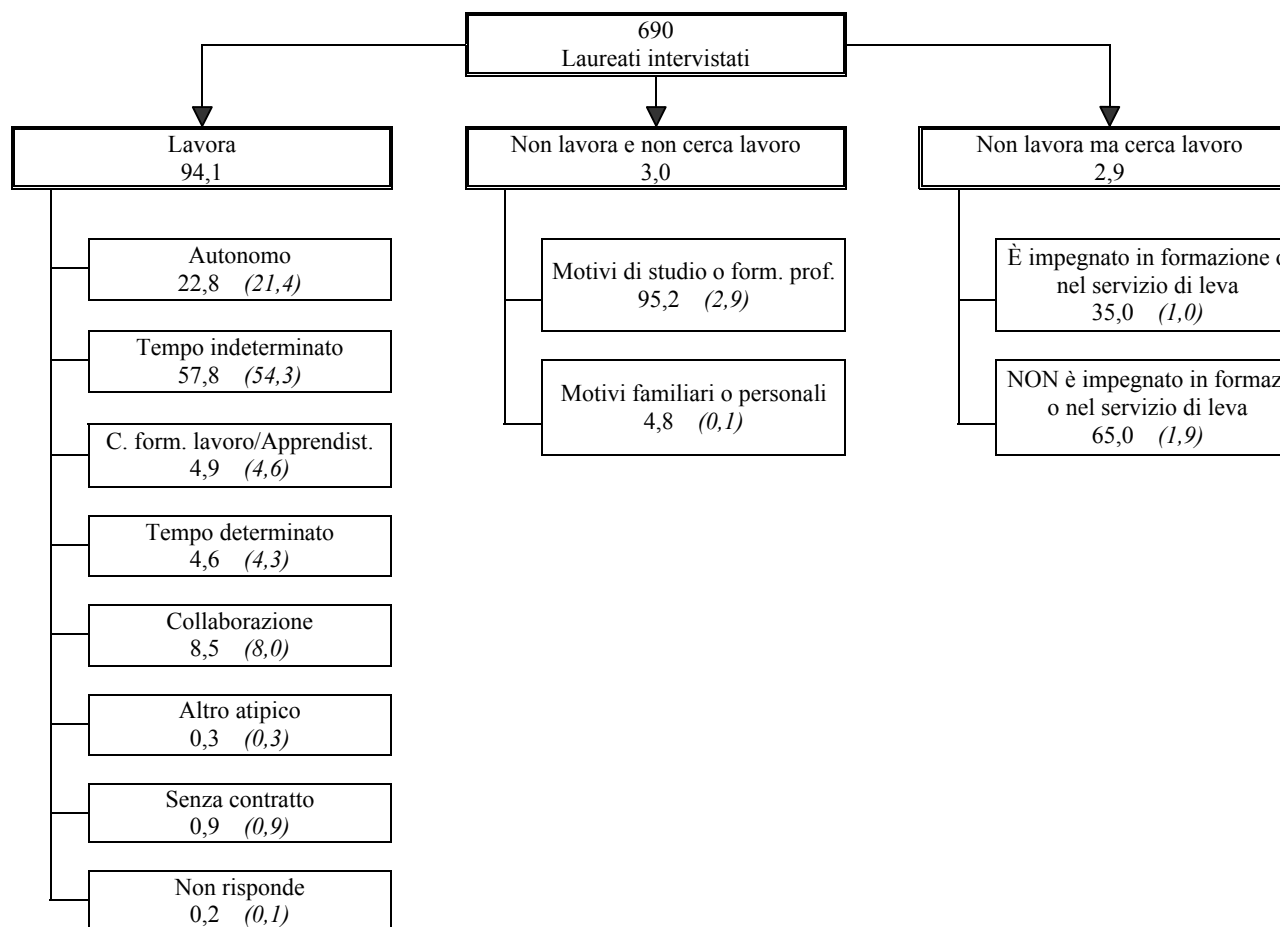 690
Laureati intervistati
Lavora
94,1
Non lavora e non cerca lavoro
3,0
Non lavora ma cerca lavoro
2,9
Autonomo
22,8 (21,4)
Tempo indeterminato
57,8 (54,3)
C. form. lavoro/Apprendist.
4,9 (4,6)
Tempo determinato
4,6 (4,3)
Collaborazione
8,5 (8,0)
Altro atipico
0,3 (0,3)
Senza contratto
0,9 (0,9)
Non risponde
0,2 (0,1)
Motivi di studio o form. prof.
95,2 (2,9)
Motivi familiari o personali
4,8 (0,1)
È impegnato in formazione
nel servizio di leva
35,0 (1,0)
NON è impegnato in
o nel servizio di leva
65,0 (1,9)